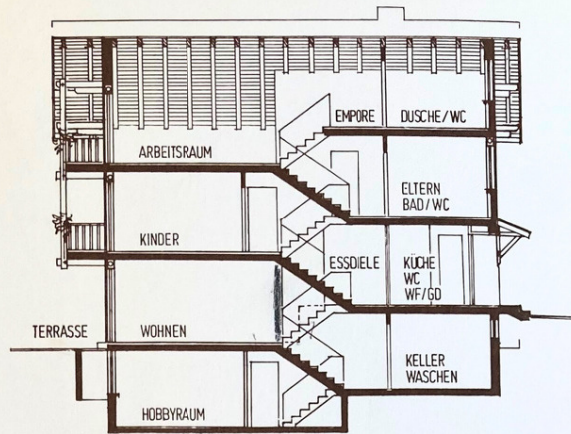 EMPORE
DUSCHE/WC
ARBEITSRAUM
ELTERN
BAD/WC
KINDER
ESSDIELE
KÜCHE
WC
WF/GD
TERRASSE
WOHNEN
KELLER
WASCHEN
HOBBYRAUM